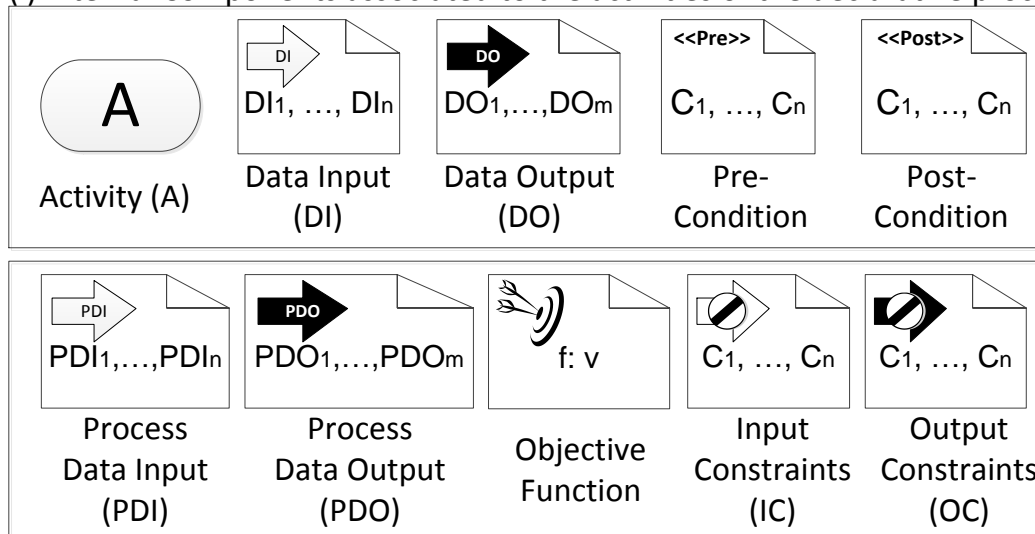 A
DI
DI1, …, DIn
DO
DO1,…,DOm
<<Pre>>
C1, …, Cn
<<Post>>
C1, …, Cn
Activity (A)
Data Input
(DI)
Data Output
(DO)
Pre-
Condition
Post-
Condition
PDI
PDI1,…,PDIn
PDO
PDO1,…,PDOm
f: v
C1, …, Cn
C1, …, Cn
Process
Data Input
(PDI)
Process
Data Output
(PDO)
Objective
Function
Input
Constraints
(IC)
Output
Constraints
(OC)